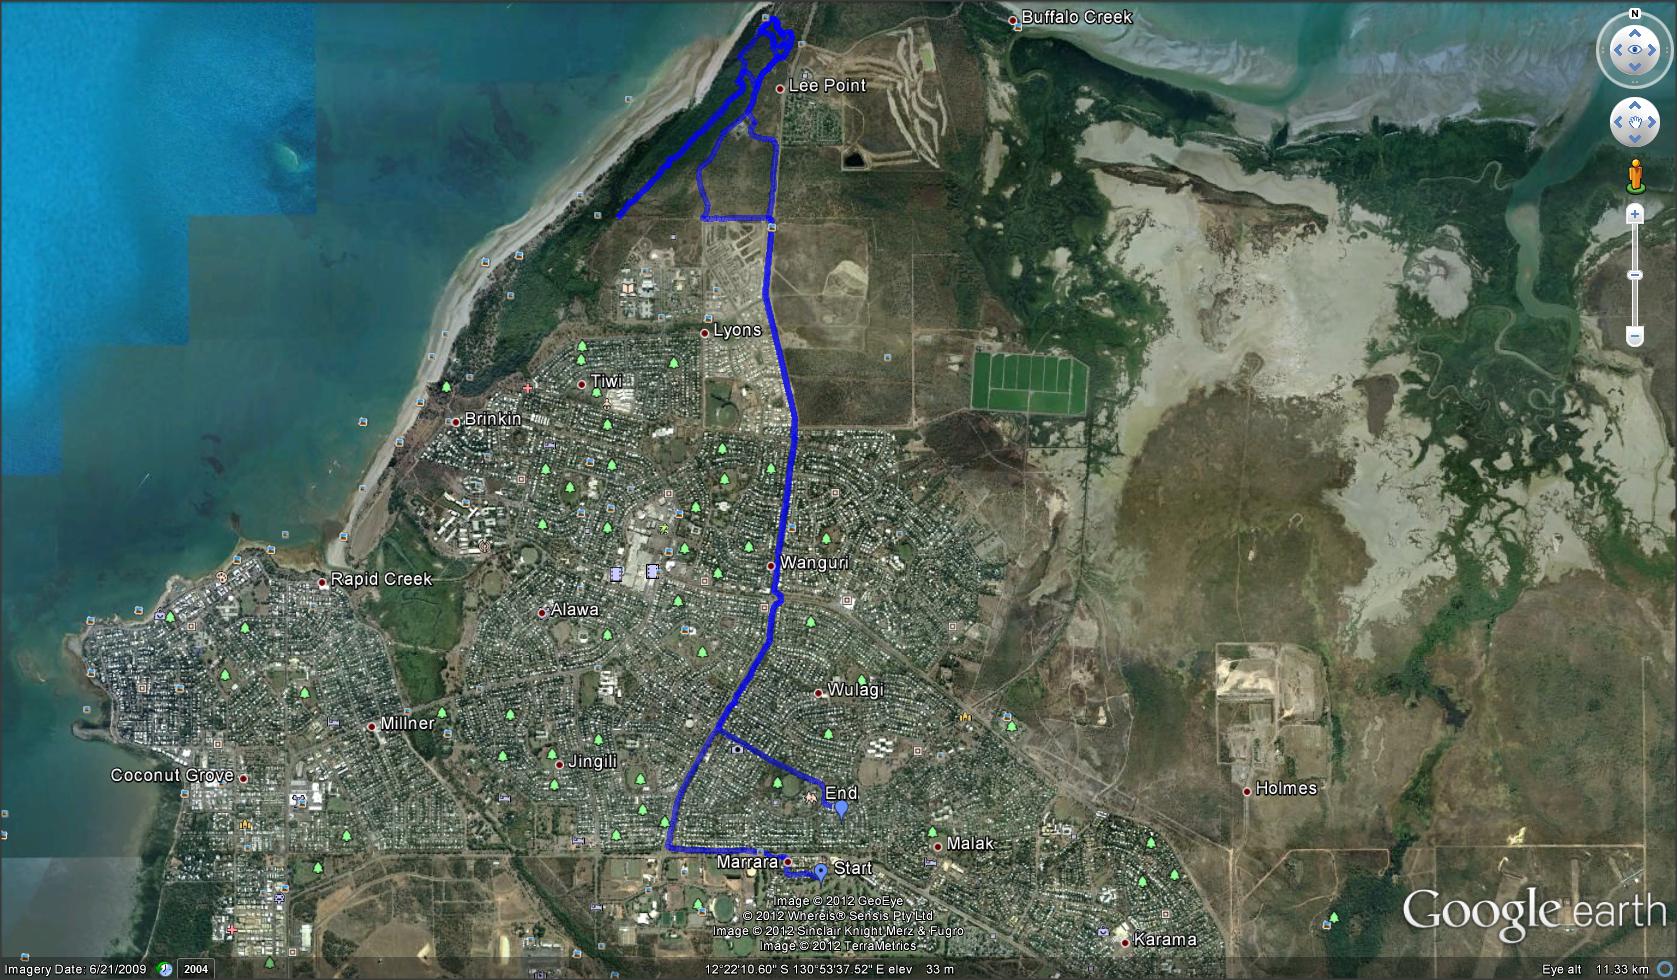 Buffalo Creek
N
Lee Point
Lyons
Tiwi
Brinkin
Wanguri
Rapid Creek
Alawa
Wulagi
Millner
Jingili
Coconut Grove
Holmes
End
Malak
Marrara
Start
Image © 2012 GeoEye
© 2012 Whereis® Sensis Pty Ltd
Image © 2012 Sinclair Knight Merz & Fugro
Image © 2012 TerraMetrics
Google earth
Karama
Imagery Date: 6/21/2009
2004
12°22'10.60" S 130°53'37.52" E elev 33 m
Eye alt 11.33 km